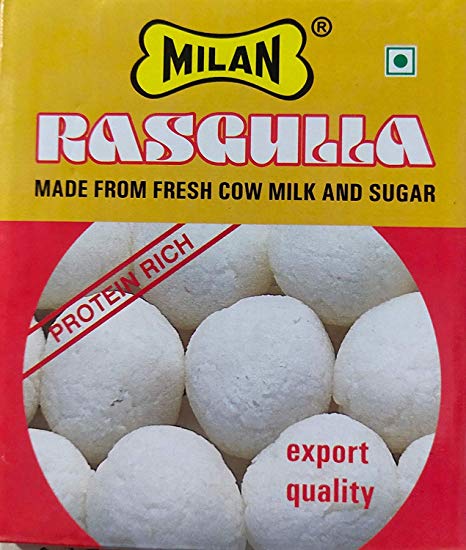 MILAN ®
RASGULLA
MADE FROM FRESH COW MILK AND SUGAR
PROTEIN RICH
export
quality